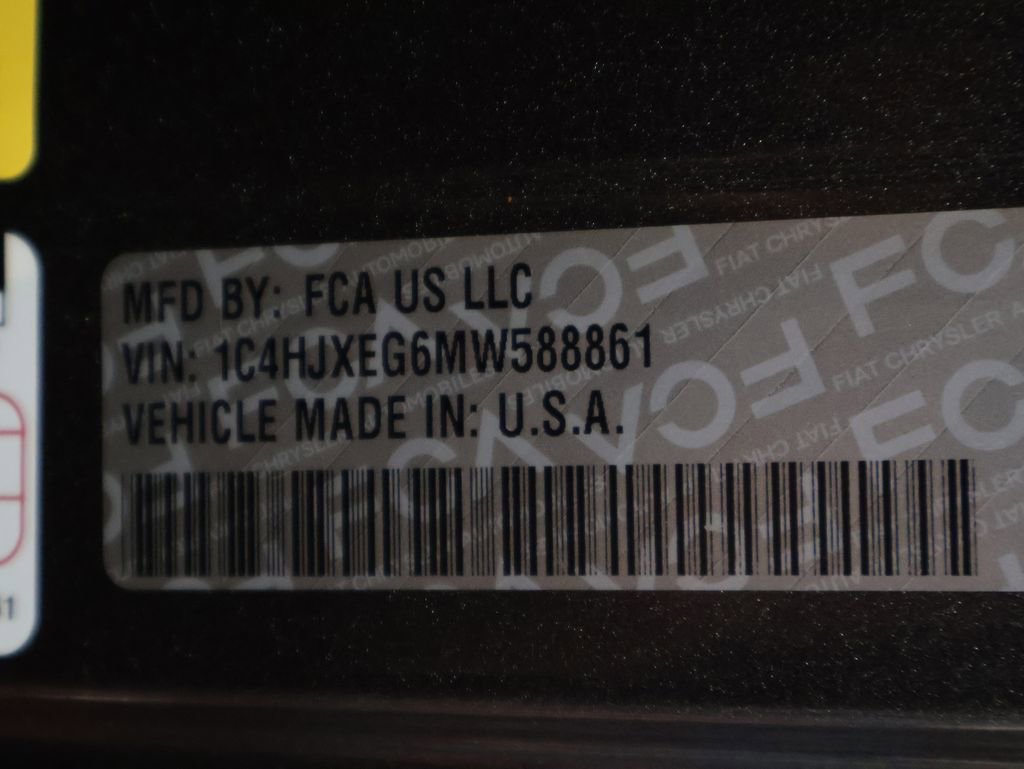 MFD BY: FCA US LLC
VIN: 1C4HJXEG6MW588861
VEHICLE MADE IN: U.S.A.